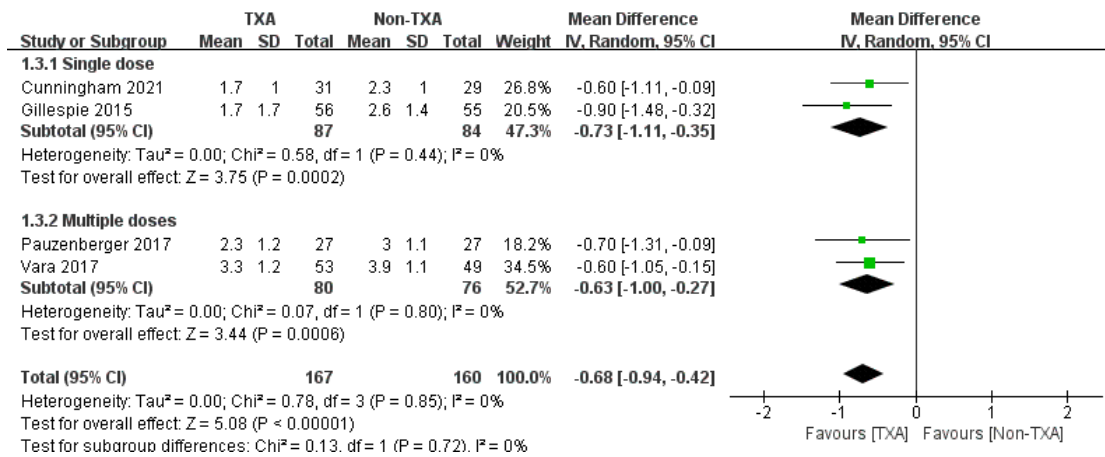 TXA Non-TXA Mean Difference Mean Difference
Study or Subgroup Mean SD Total Mean SD Total Weight IV, Random, 95% CI IV, Random, 95% CI
1.3.1 Single dose
Cunningham 2021 1.7 1 31 2.3 1 29 26.8% -0.60 [-1.11, -0.09]
Gillespie 2015 1.7 1.7 56 2.6 1.4 55 20.5% -0.90 [-1.48, -0.32]
Subtotal (95% CI) 87 84 47.3% -0.73 [-1.11, -0.35]
Heterogeneity: Tau² = 0.00; Chi² = 0.58, df = 1 (P = 0.44); I² = 0%
Test for overall effect: Z = 3.75 (P = 0.0002)
1.3.2 Multiple doses
Pauzenberger 2017 2.3 1.2 27 3 1.1 27 18.2% -0.70 [-1.31, -0.09]
Vara 2017 3.3 1.2 53 3.9 1.1 49 34.5% -0.60 [-1.05, -0.15]
Subtotal (95% CI) 80 76 52.7% -0.63 [-1.00, -0.27]
Heterogeneity: Tau² = 0.00; Chi² = 0.07, df = 1 (P = 0.80); I² = 0%
Test for overall effect: Z = 3.44 (P = 0.0006)
Total (95% CI) 167 160 100.0% -0.68 [-0.94, -0.42]
Heterogeneity: Tau² = 0.00; Chi² = 0.78, df = 3 (P = 0.85); I² = 0%
Test for overall effect: Z = 5.08 (P < 0.00001)
Test for subgroup differences: Chi² = 0.13, df = 1 (P = 0.72), I² = 0%
-2 -1 0 1 2
Favours [TXA] Favours [Non-TXA]